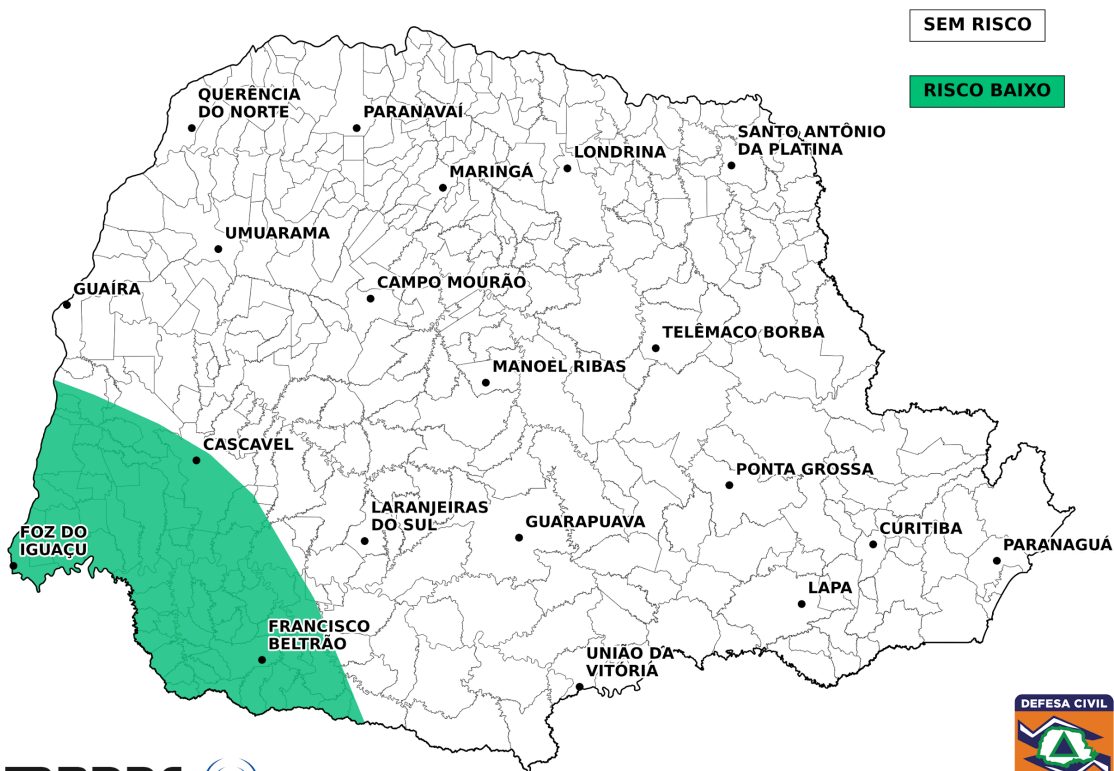 SEM RISCO
RISCO BAIXO
QUERÊNCIA
DO NORTE
PARANAVAÍ
SANTO ANTÔNIO
DA PLATINA
LONDRINA
MARINGÁ
UMUARAMA
CAMPO MOURÃO
GUAÍRA
TELÊMACO BORBA
MANOEL RIBAS
CASCAVEL
PONTA GROSSA
LARANJEIRAS
DO SUL
GUARAPUAVA
CURITIBA
FOZ DO
IGUAÇU
PARANAGUÁ
LAPA
FRANCISCO
BELTRÃO
UNIÃO DA
VITÓRIA
DEFESA CIVIL